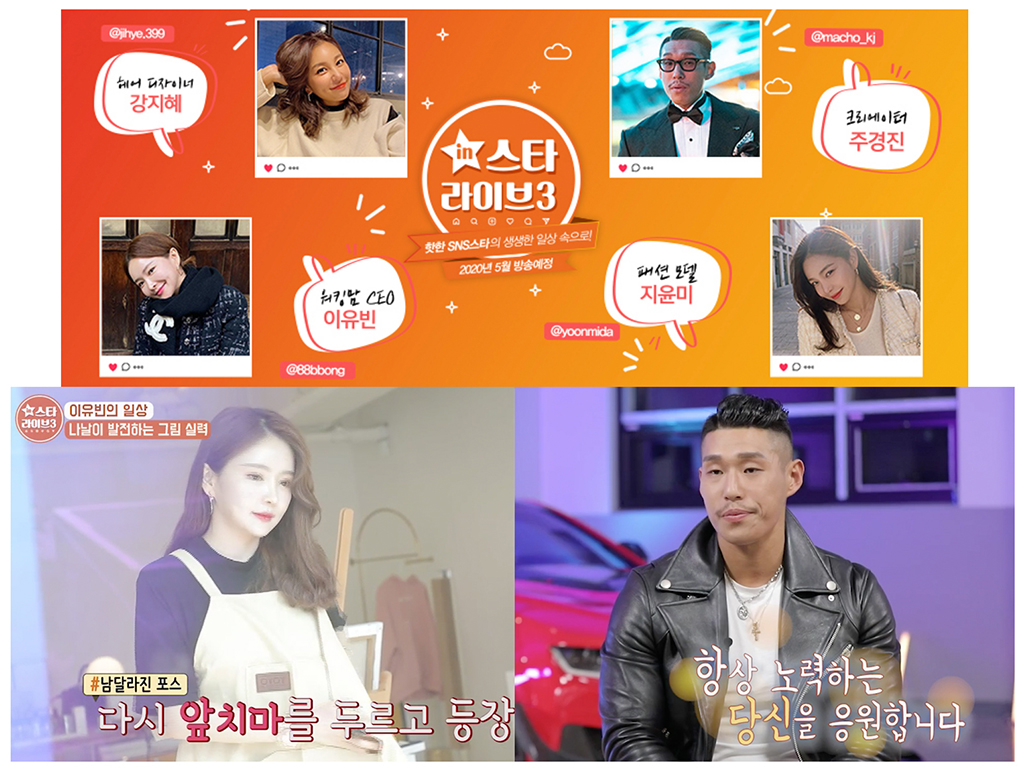 @jihye.399
헤어 디자이너
강지혜
@macho_kj
크리에이터
주경진
in 스타
라이브3
핫한 SNS스타의 생생한 일상 속으로!
2020년 5월 방송예정
워킹맘 CEO
이유빈
@88bbong
패션 모델
지윤미
@yoonmida
in스타
라이브3
이유빈의 일상
나날이 발전하는 그림 실력
#남달라진 포스
다시 앞치마를 두르고 등장
항상 노력하는
당신을 응원합니다